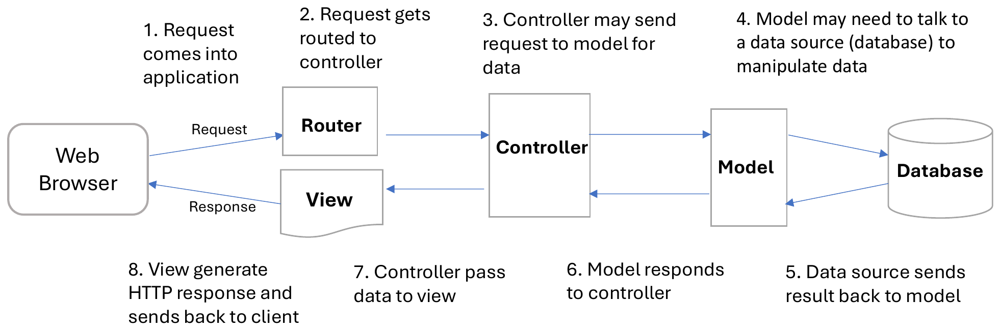 1. Request
comes into
application
2. Request gets
routed to
controller
3. Controller may send
request to model for
data
4. Model may need to talk to
a data source (database) to
manipulate data
Web
Browser
Request
Router
Controller
Model
Database
View
Response
8. View generate
HTTP response and
sends back to client
7. Controller pass
data to view
6. Model responds
to controller
5. Data source sends
result back to model